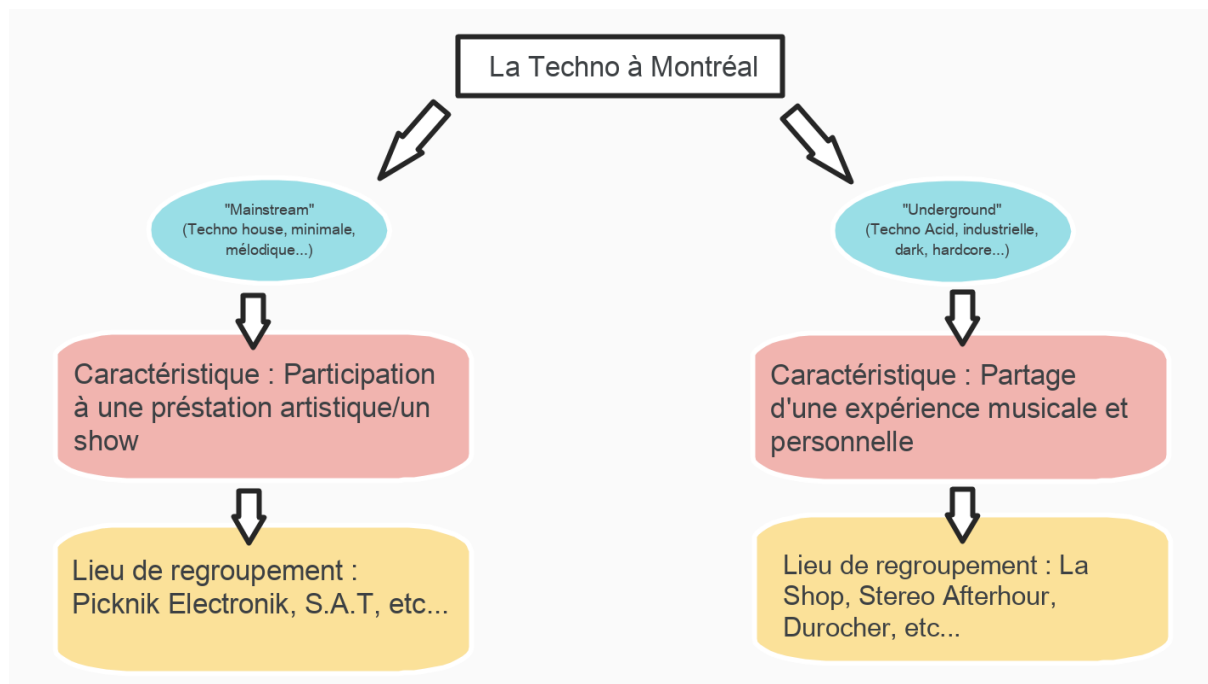 La Techno à Montréal
"Mainstream"
(Techno house, minimale,
mélodique...)
"Underground"
(Techno Acid, industrielle,
dark, hardcore...)
Caractéristique : Participation
à une préstation artistique/un
show
Caractéristique : Partage
d'une expérience musicale et
personnelle
Lieu de regroupement :
Picknik Electronik, S.A.T, etc...
Lieu de regroupement : La
Shop, Stereo Afterhour,
Durocher, etc...